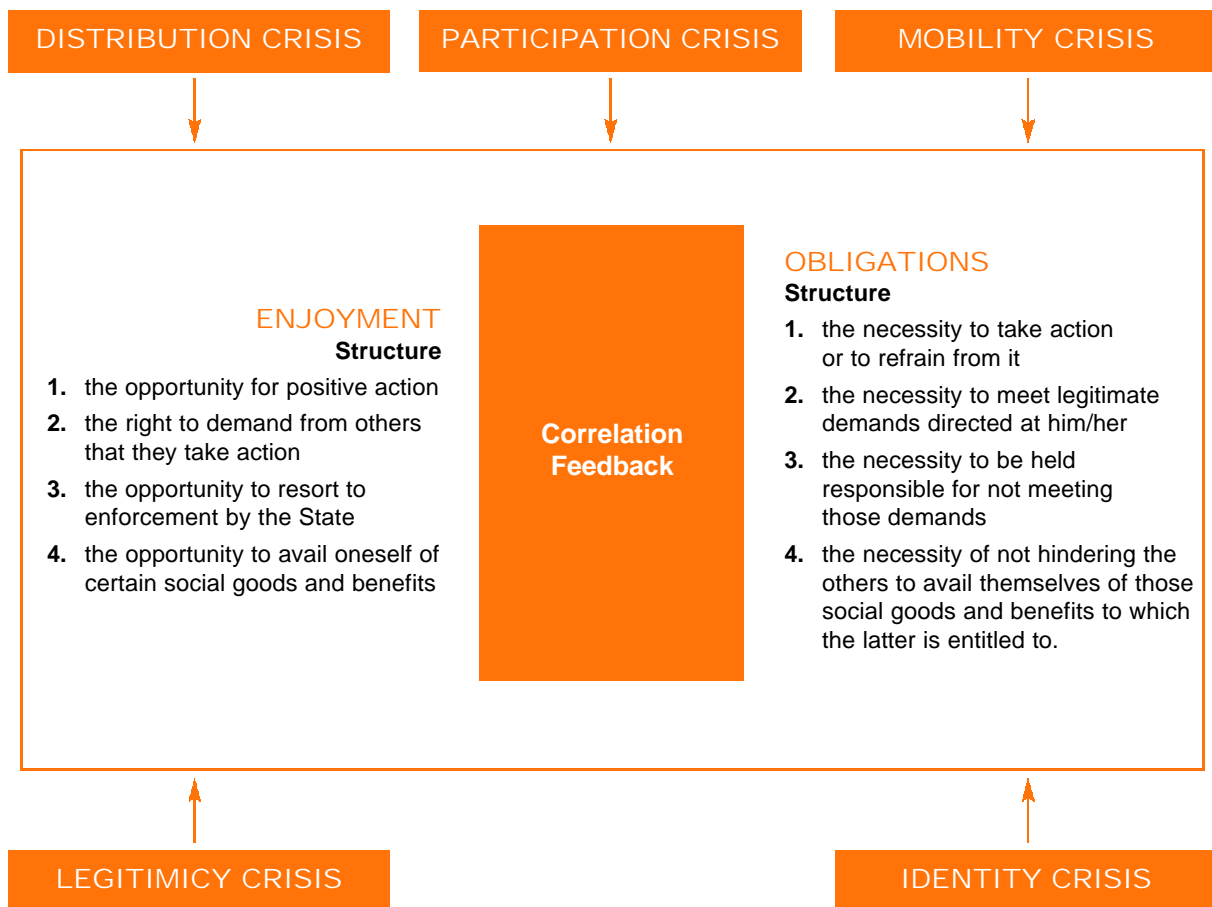 DISTRIBUTION CRISIS
PARTICIPATION CRISIS
MOBILITY CRISIS
ENJOYMENT
Structure
1. the opportunity for positive action
2. the right to demand from others
that they take action
3. the opportunity to resort to
enforcement by the State
4. the opportunity to avail oneself of
certain social goods and benefits
Correlation
Feedback
OBLIGATIONS
Structure
1. the necessity to take action
or to refrain from it
2. the necessity to meet legitimate
demands directed at him/her
3. the necessity to be held
responsible for not meeting
those demands
4. the necessity of not hindering the
others to avail themselves of those
social goods and benefits to which
the latter is entitled to.
LEGITIMICY CRISIS
IDENTITY CRISIS